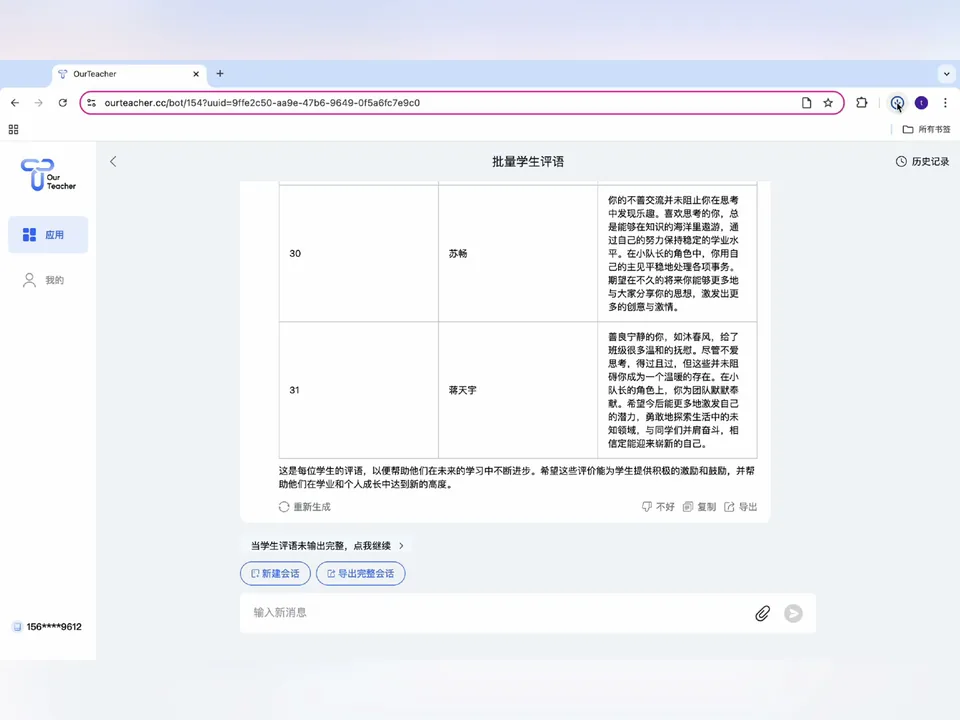 OurTeacher
ourteacher.cc/bot/154?uuid=9ffe2c50-aa9e-47b6-9649-0f5a6fc7e9c0
t
所有书签
Our
Teacher
批量学生评语
历史记录
应用
我的
30
苏畅
你的不善交流并未阻止你在思考
中发现乐趣。喜欢思考的你，总
是能够在知识的海洋里遨游，通
过自己的努力保持稳定的学业水
平。在小队长的角色中，你用自
己的主见平稳地处理各项事务。
期望在不久的将来你能够更多地
与大家分享你的思想，激发出更
多的创意与激情。
31
蒋天宇
善良宁静的你，如沐春风，给了
班级很多温和的抚慰。尽管不爱
思考，得过且过，但这些并未阻
碍你成为一个温暖的存在。在小
队长的角色上，你为团队默默奉
献。希望今后能更多地激发自己
的潜力，勇敢地探索生活中的未
知领域，与同学们并肩奋斗，相
信定能迎来崭新的自己。
这是每位学生的评语，以便帮助他们在未来的学习中不断进步。希望这些评价能为学生提供积极的激励和鼓励，并帮
助他们在学业和个人成长中达到新的高度。
重新生成
不好
复制
导出
当学生评语未输出完整，点我继续
新建会话
导出完整会话
输入新消息
156****9612